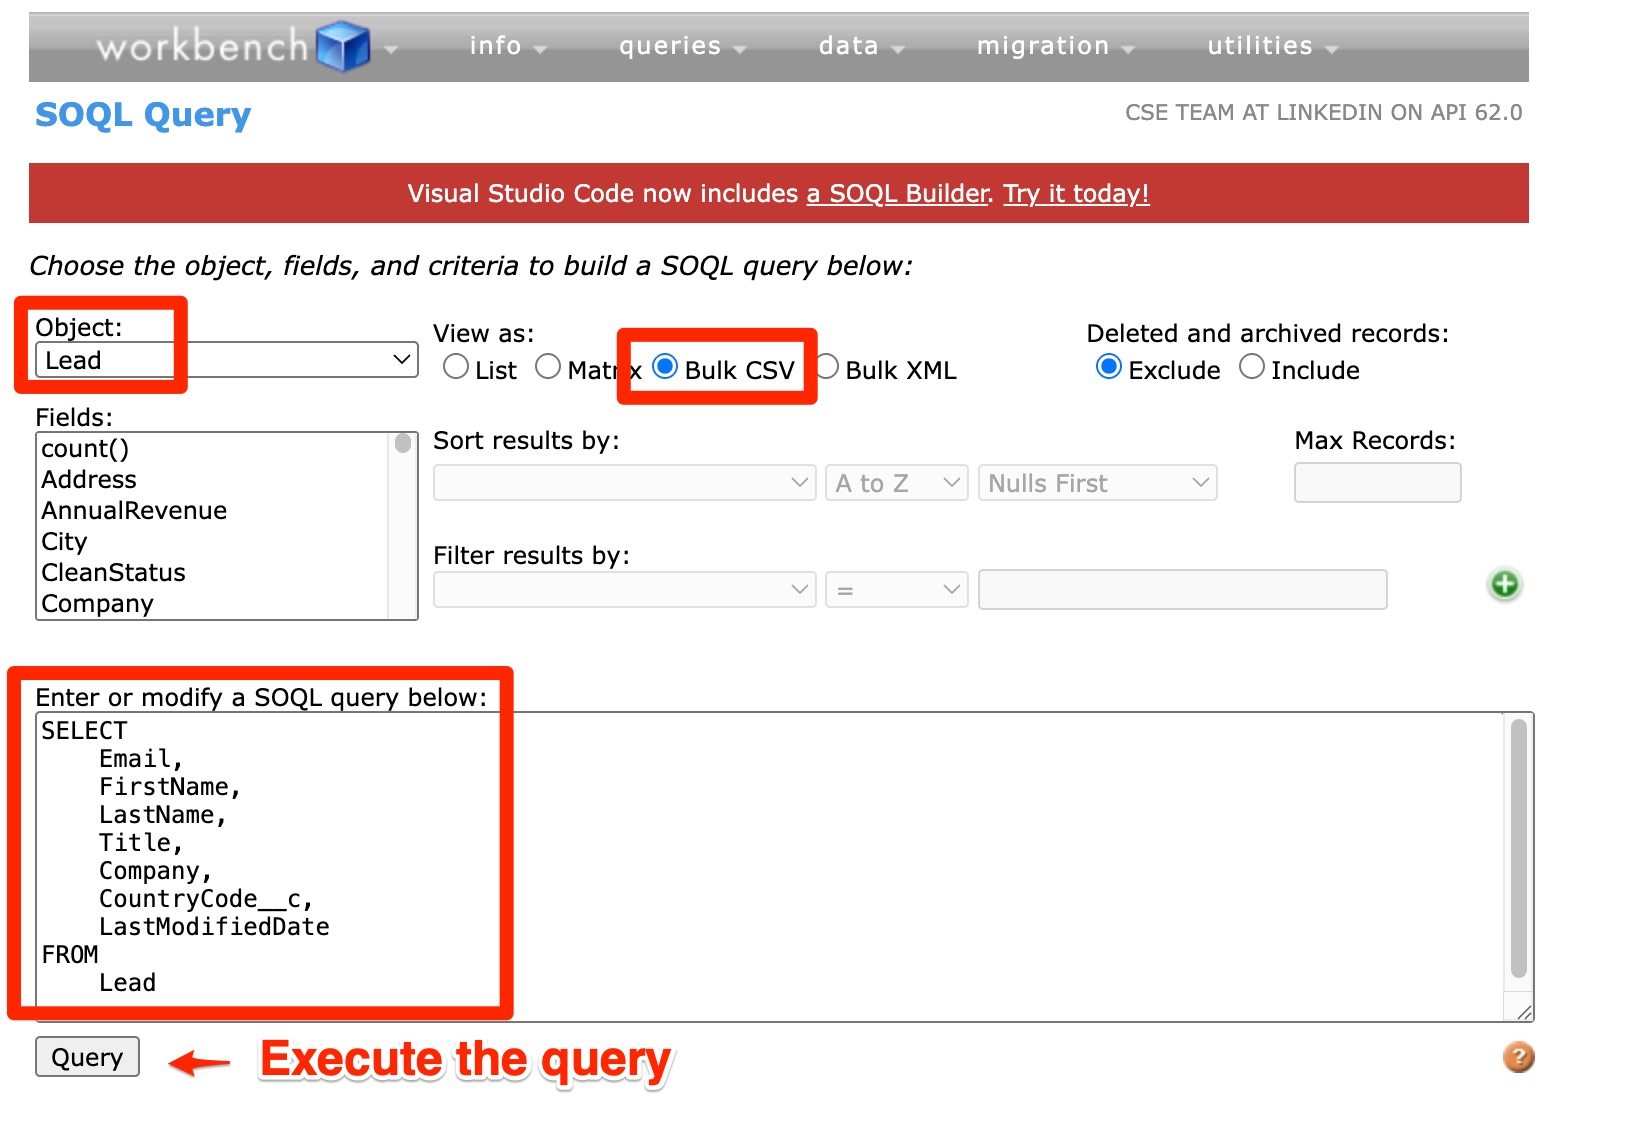 workbench info queries data migration utilities
SOQL Query
CSE TEAM AT LINKEDIN ON API 62.0
Visual Studio Code now includes a SOQL Builder. Try it today!
Choose the object, fields, and criteria to build a SOQL query below:
Object:
Lead
View as:
List Matrix Bulk CSV Bulk XML
Deleted and archived records:
Exclude Include
Fields:
count()
Address
AnnualRevenue
City
CleanStatus
Company
Sort results by:
A to Z Nulls First
Max Records:
Filter results by:
=
Enter or modify a SOQL query below:
SELECT
Email,
FirstName,
LastName,
Title,
Company,
CountryCode__c,
LastModifiedDate
FROM
Lead
Query
Execute the query
?